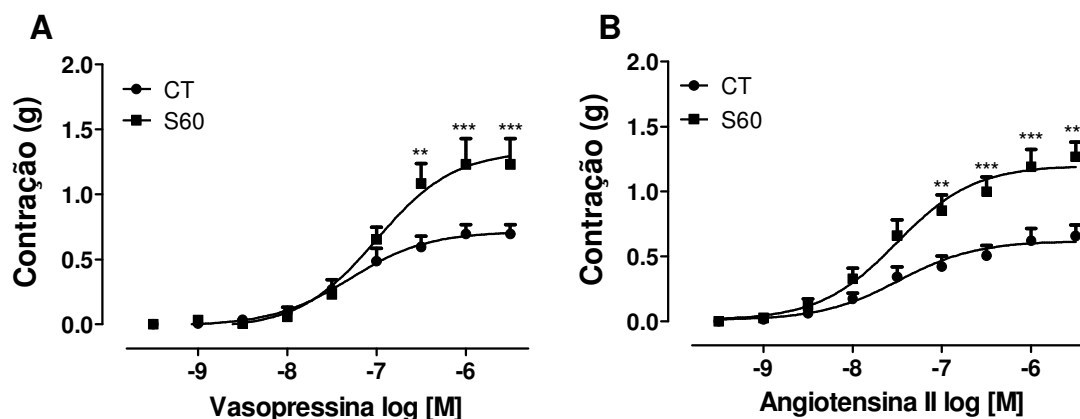 A
2.0
CT
S60
1.5
1.0
0.5
0.0
** *** ***
-9 -8 -7 -6
Contração (g)
Vasopressina log [M]
B
2.0
CT
S60
1.5
1.0
0.5
0.0
** *** *** **
-9 -8 -7 -6
Contração (g)
Angiotensina II log [M]